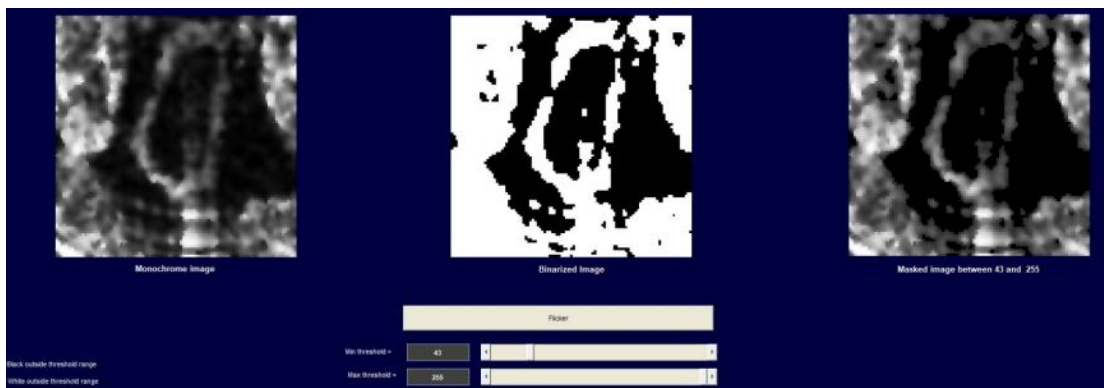 Monochrome image
Binarized Image
Masked image between 43 and 255
Flicker
Min threshold = 43
Black outside threshold range
Max threshold = 255
White outside threshold range